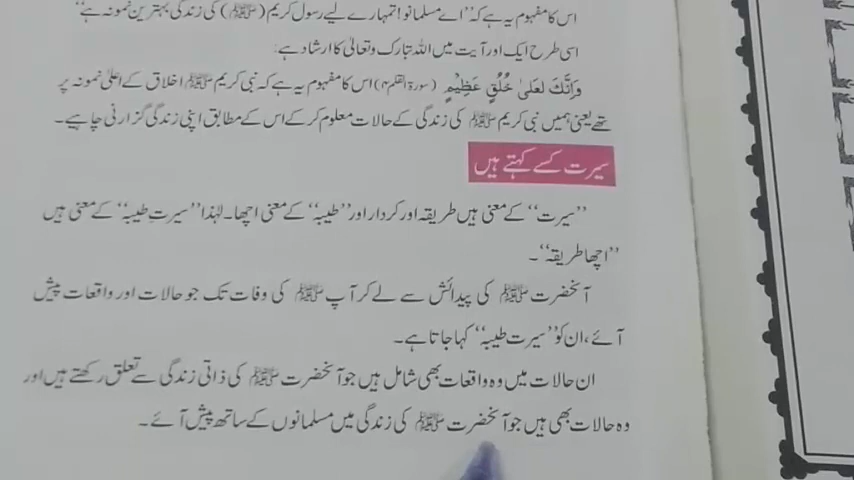 اس کا مفہوم یہ ہے کہ ”اے مسلمانو! تمہارے لیے رسول کریم (ﷺ) کی زندگی بہترین نمونہ ہے“
اسی طرح ایک اور آیت میں اللہ تبارک وتعالیٰ کا ارشاد ہے:
وَاِنَّكَ لَعَلىٰ خُلُقٍ عَظِيْمٍ (سورۃ القلم ۴) اس کا مفہوم یہ ہے کہ نبی کریم ﷺ اخلاق کے اعلیٰ نمونہ پر
تھے یعنی ہمیں نبی کریم ﷺ کی زندگی کے حالات معلوم کر کے اس کے مطابق اپنی زندگی گزارنی چاہیے۔
سیرت کسے کہتے ہیں
”سیرت“ کے معنی ہیں طریقہ اور کردار اور ”طیبہ“ کے معنی اچھا۔ لہٰذا ”سیرتِ طیبہ“ کے معنی ہیں
”اچھا طریقہ“۔
آنحضرت ﷺ کی پیدائش سے لے کر آپ ﷺ کی وفات تک جو حالات اور واقعات پیش
آئے، ان کو ”سیرت طیبہ“ کہا جاتا ہے۔
ان حالات میں وہ واقعات بھی شامل ہیں جو آنحضرت ﷺ کی ذاتی زندگی سے تعلق رکھتے ہیں اور
وہ حالات بھی ہیں جو آنحضرت ﷺ کی زندگی میں مسلمانوں کے ساتھ پیش آئے۔